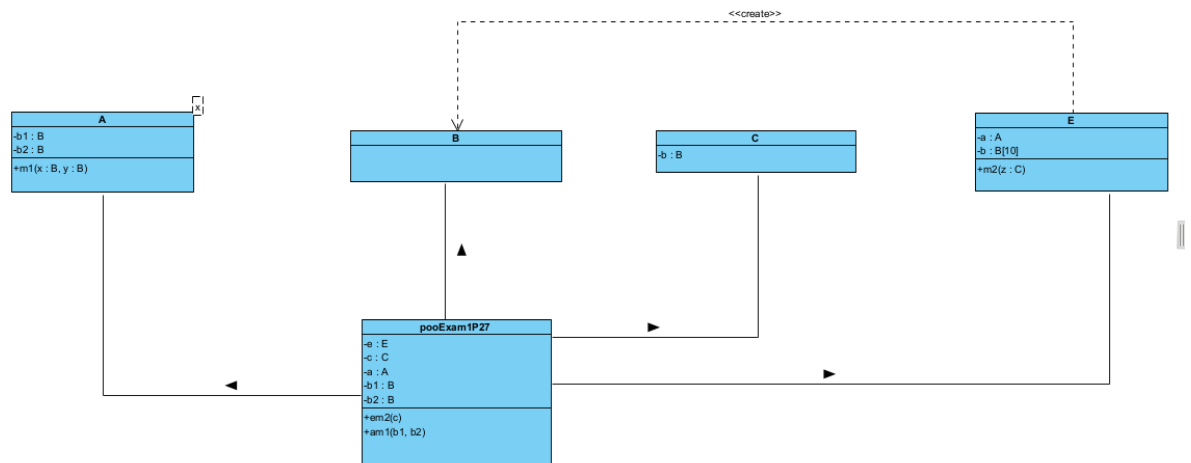 <<create>>
x
A
-b1 : B
-b2 : B
+m1(x : B, y : B)
B
C
-b : B
E
-a : A
-b : B[10]
+m2(z : C)
pooExam1P27
-e : E
-c : C
-a : A
-b1 : B
-b2 : B
+em2(c)
+am1(b1, b2)